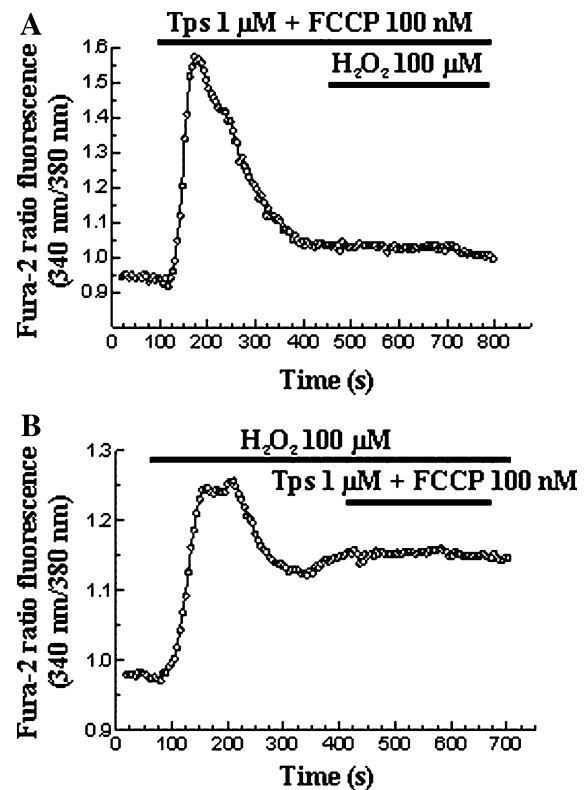 A
Tps 1 μM + FCCP 100 nM
H₂O₂ 100 μM
1.6
1.5
1.4
1.3
1.2
1.1
1.0
0.9
Fura-2 ratio fluorescence
(340 nm/380 nm)
0 100 200 300 400 500 600 700 800
Time (s)
B
H₂O₂ 100 μM
Tps 1 μM + FCCP 100 nM
1.3
1.2
1.1
1.0
0.9
Fura-2 ratio fluorescence
(340 nm/380 nm)
0 100 200 300 400 500 600 700
Time (s)